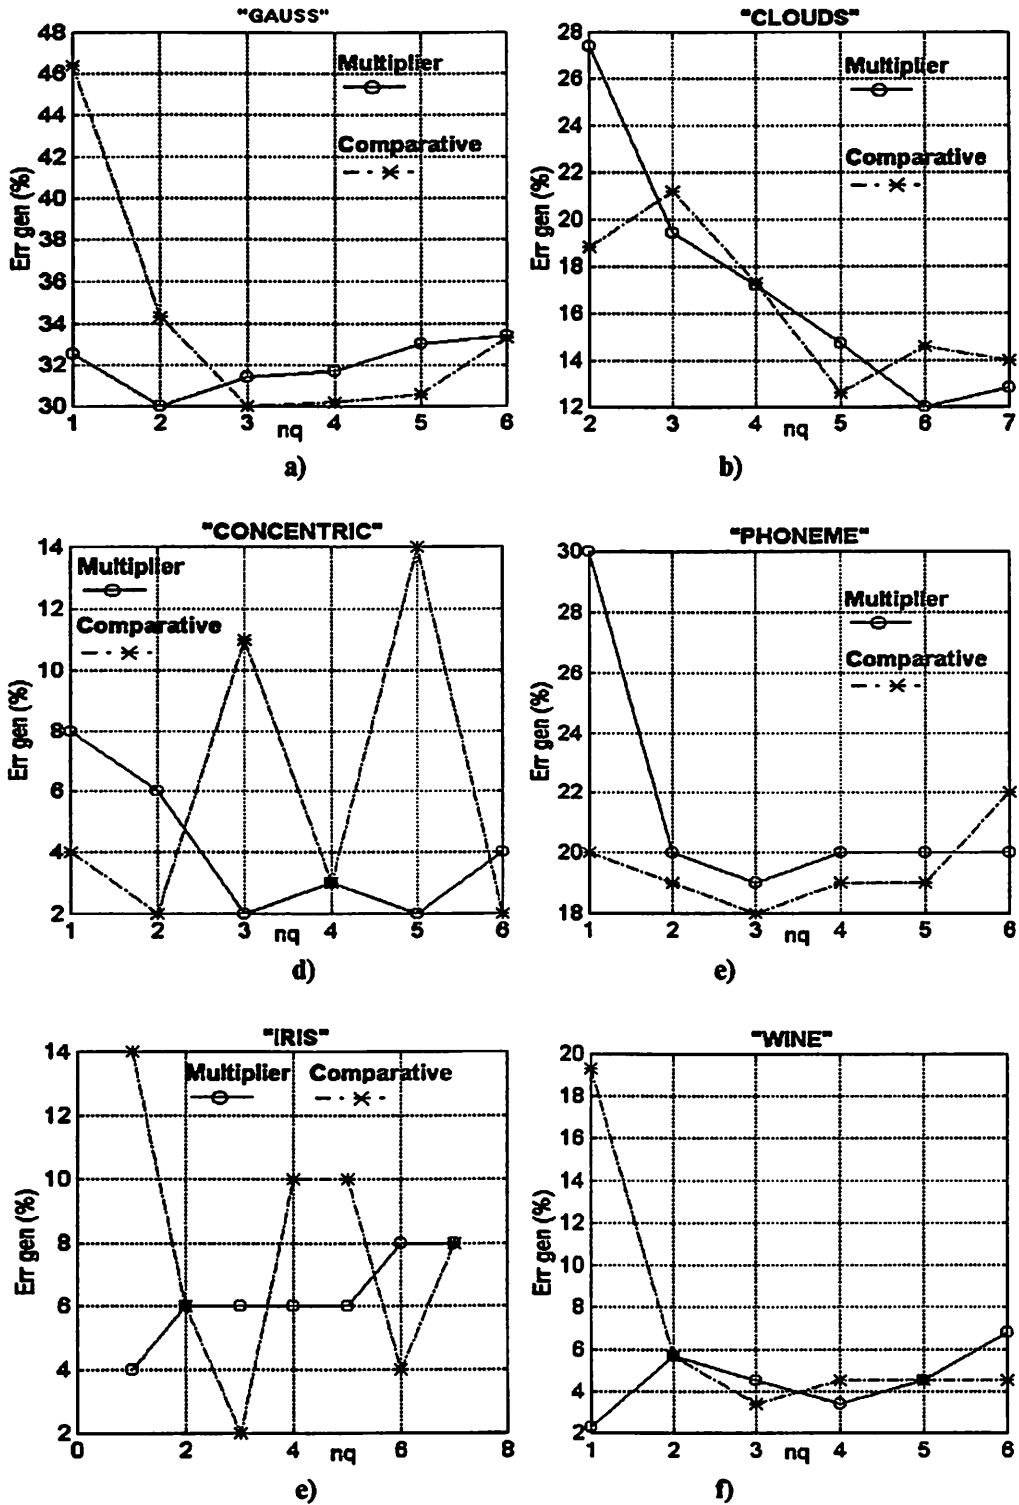 "GAUSS"
48
46
44
42
40
38
36
34
32
30
Err gen (%)
Multiplier
Comparative
1 2 3 4 5 6
nq
a)
"CLOUDS"
28
26
24
22
20
18
16
14
12
Err gen (%)
Multiplier
Comparative
2 3 4 5 6 7
nq
b)
"CONCENTRIC"
14
12
10
8
6
4
2
Err gen (%)
Multiplier
Comparative
1 2 3 4 5 6
nq
d)
"PHONEME"
30
28
26
24
22
20
18
Err gen (%)
Multiplier
Comparative
1 2 3 4 5 6
nq
e)
"IRIS"
14
12
10
8
6
4
2
Err gen (%)
Multiplier Comparative
0 2 4 6 8
nq
e)
"WINE"
20
18
16
14
12
10
8
6
4
2
Err gen (%)
1 2 3 4 5 6
nq
f)